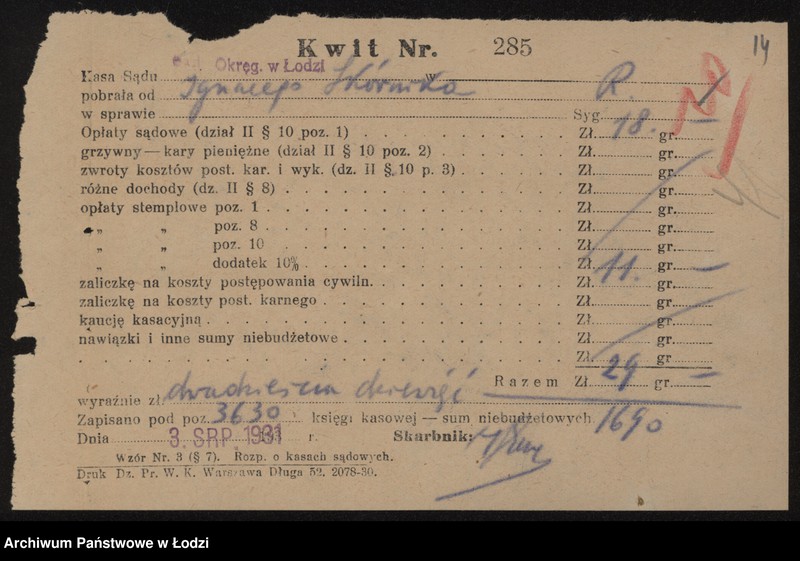 14
Kwit Nr. 285
Okręg. w Łodzi
Kasa Sądu w
pobrała od Ignacego Skórnika R.
w sprawie Syg.
Opłaty sądowe (dział II § 10 poz. 1) Zł. 18. gr. —
grzywny — kary pieniężne (dział II § 10 poz. 2) Zł. gr.
zwroty kosztów post. kar. i wyk. (dz. II § 10 p. 3) Zł. gr.
różne dochody (dz. II § 8) Zł. gr.
opłaty stemplowe poz. 1 Zł. gr.
„ „ poz. 8 Zł. gr.
„ „ poz. 10 Zł. gr.
„ „ dodatek 10% Zł. gr.
zaliczkę na koszty postępowania cywiln. Zł. 11. gr. —
zaliczkę na koszty post. karnego Zł. gr.
kaucję kasacyjną Zł. gr.
nawiązki i inne sumy niebudżetowe Zł. gr.
Zł. gr.
Razem Zł. 29 gr. —
wyraźnie zł. dwadzieścia dziewięć
Zapisano pod poz. 3630 księgi kasowej — sum niebudżetowych 1690
Dnia 3. SRP. 1931 r. Skarbnik:
Wzór Nr. 3 (§ 7). Rozp. o kasach sądowych.
Druk Dz. Pr. W. K. Warszawa Długa 52. 2078-30.
Archiwum Państwowe w Łodzi